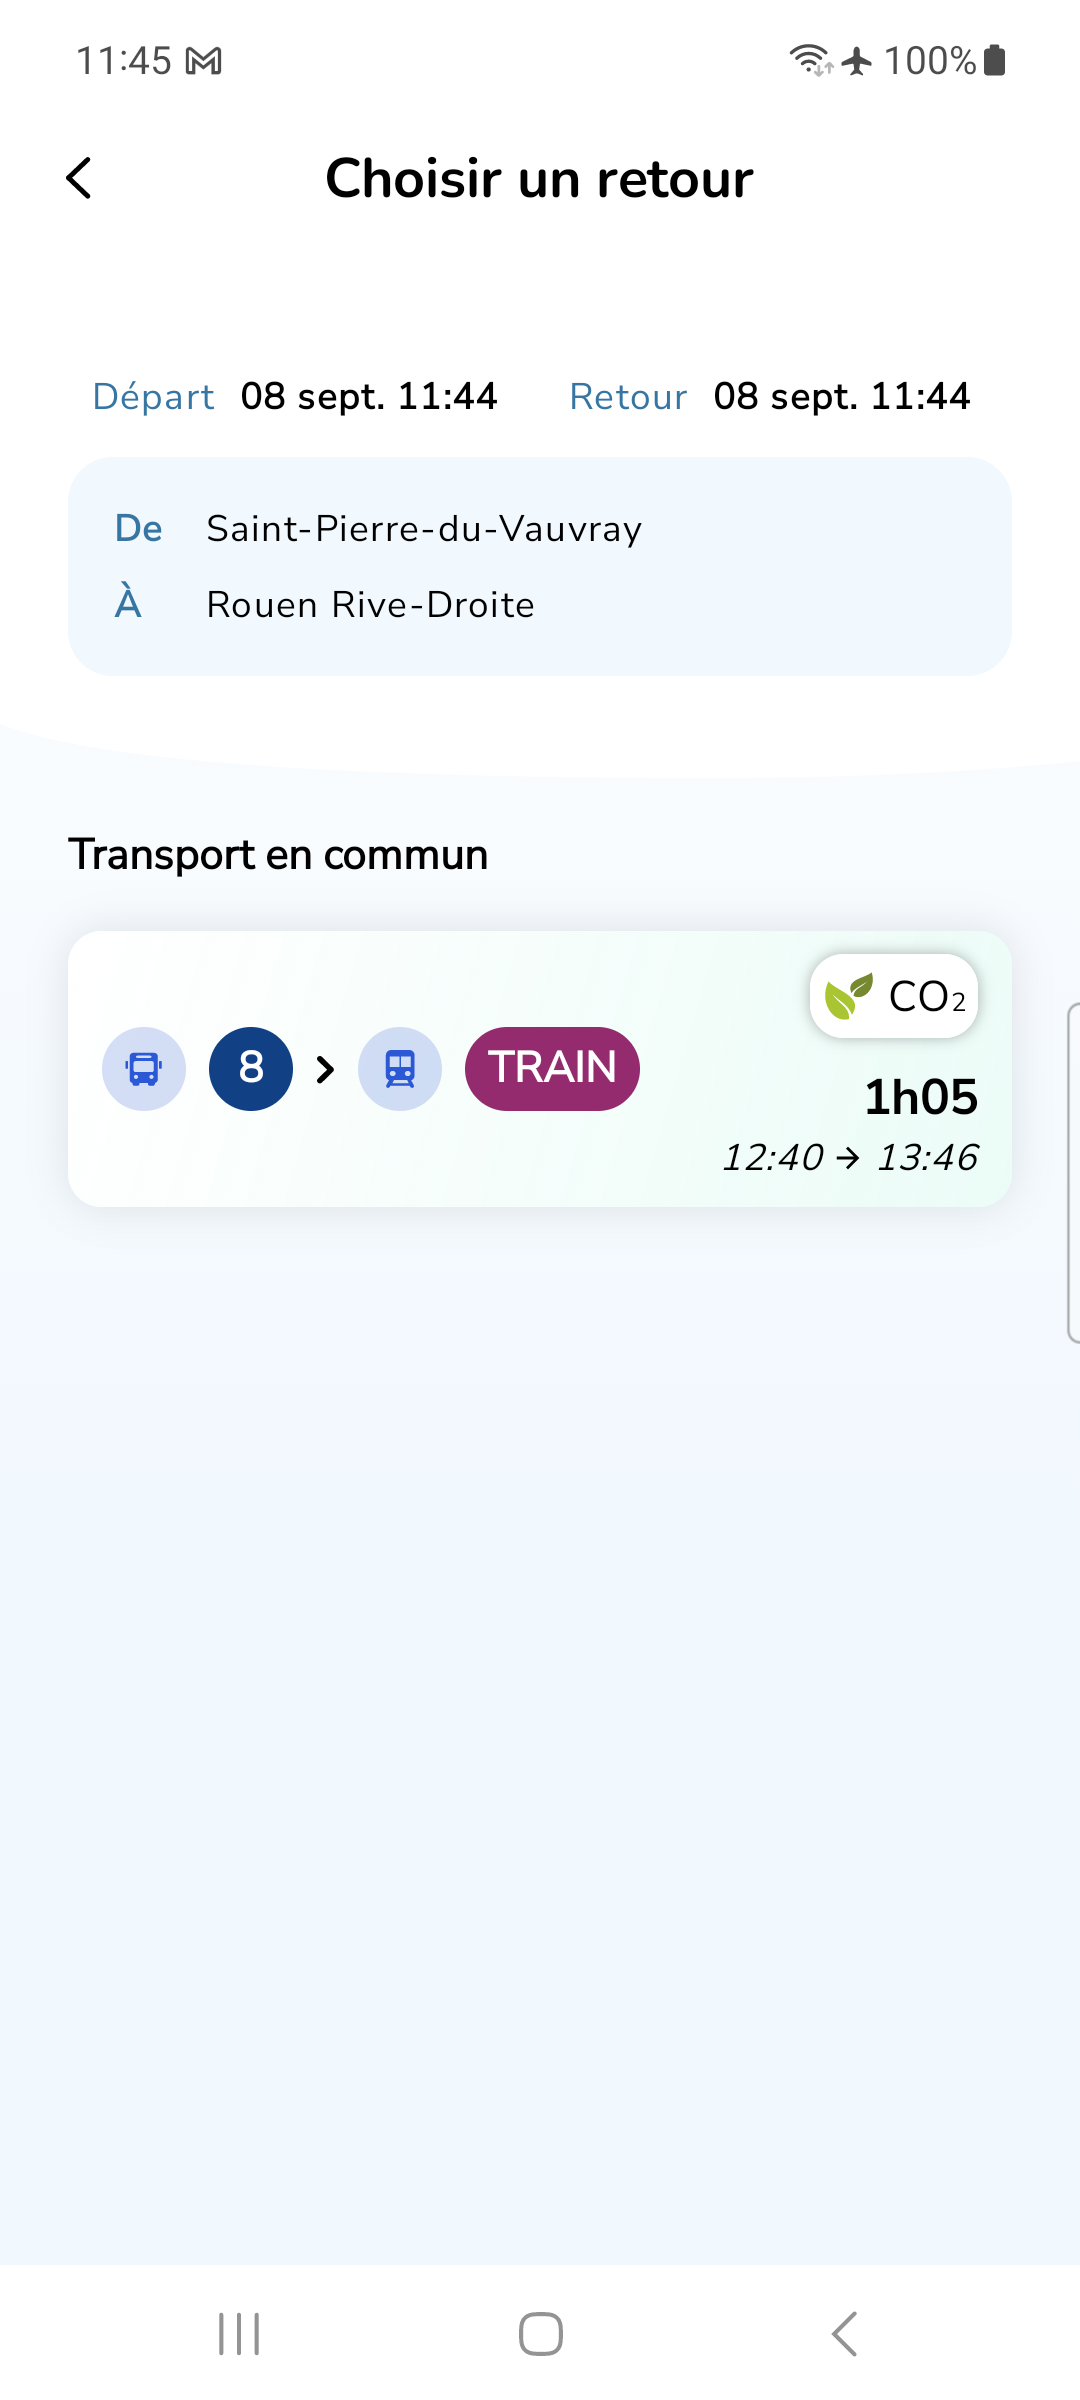 11:45 100%
Choisir un retour
Départ 08 sept. 11:44 Retour 08 sept. 11:44
De Saint-Pierre-du-Vauvray
À Rouen Rive-Droite
Transport en commun
CO₂
8 TRAIN
1h05
12:40 → 13:46